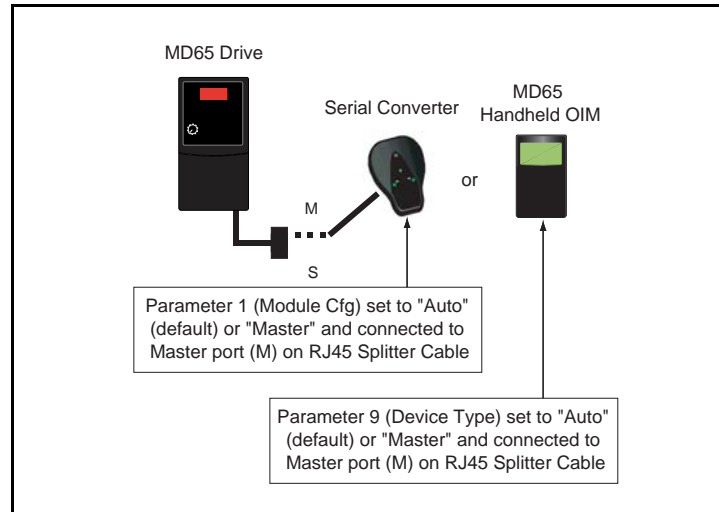 MD65 Drive
Serial Converter
MD65
Handheld OIM
or
M
S
Parameter 1 (Module Cfg) set to "Auto"
(default) or "Master" and connected to
Master port (M) on RJ45 Splitter Cable
Parameter 9 (Device Type) set to "Auto"
(default) or "Master" and connected to
Master port (M) on RJ45 Splitter Cable